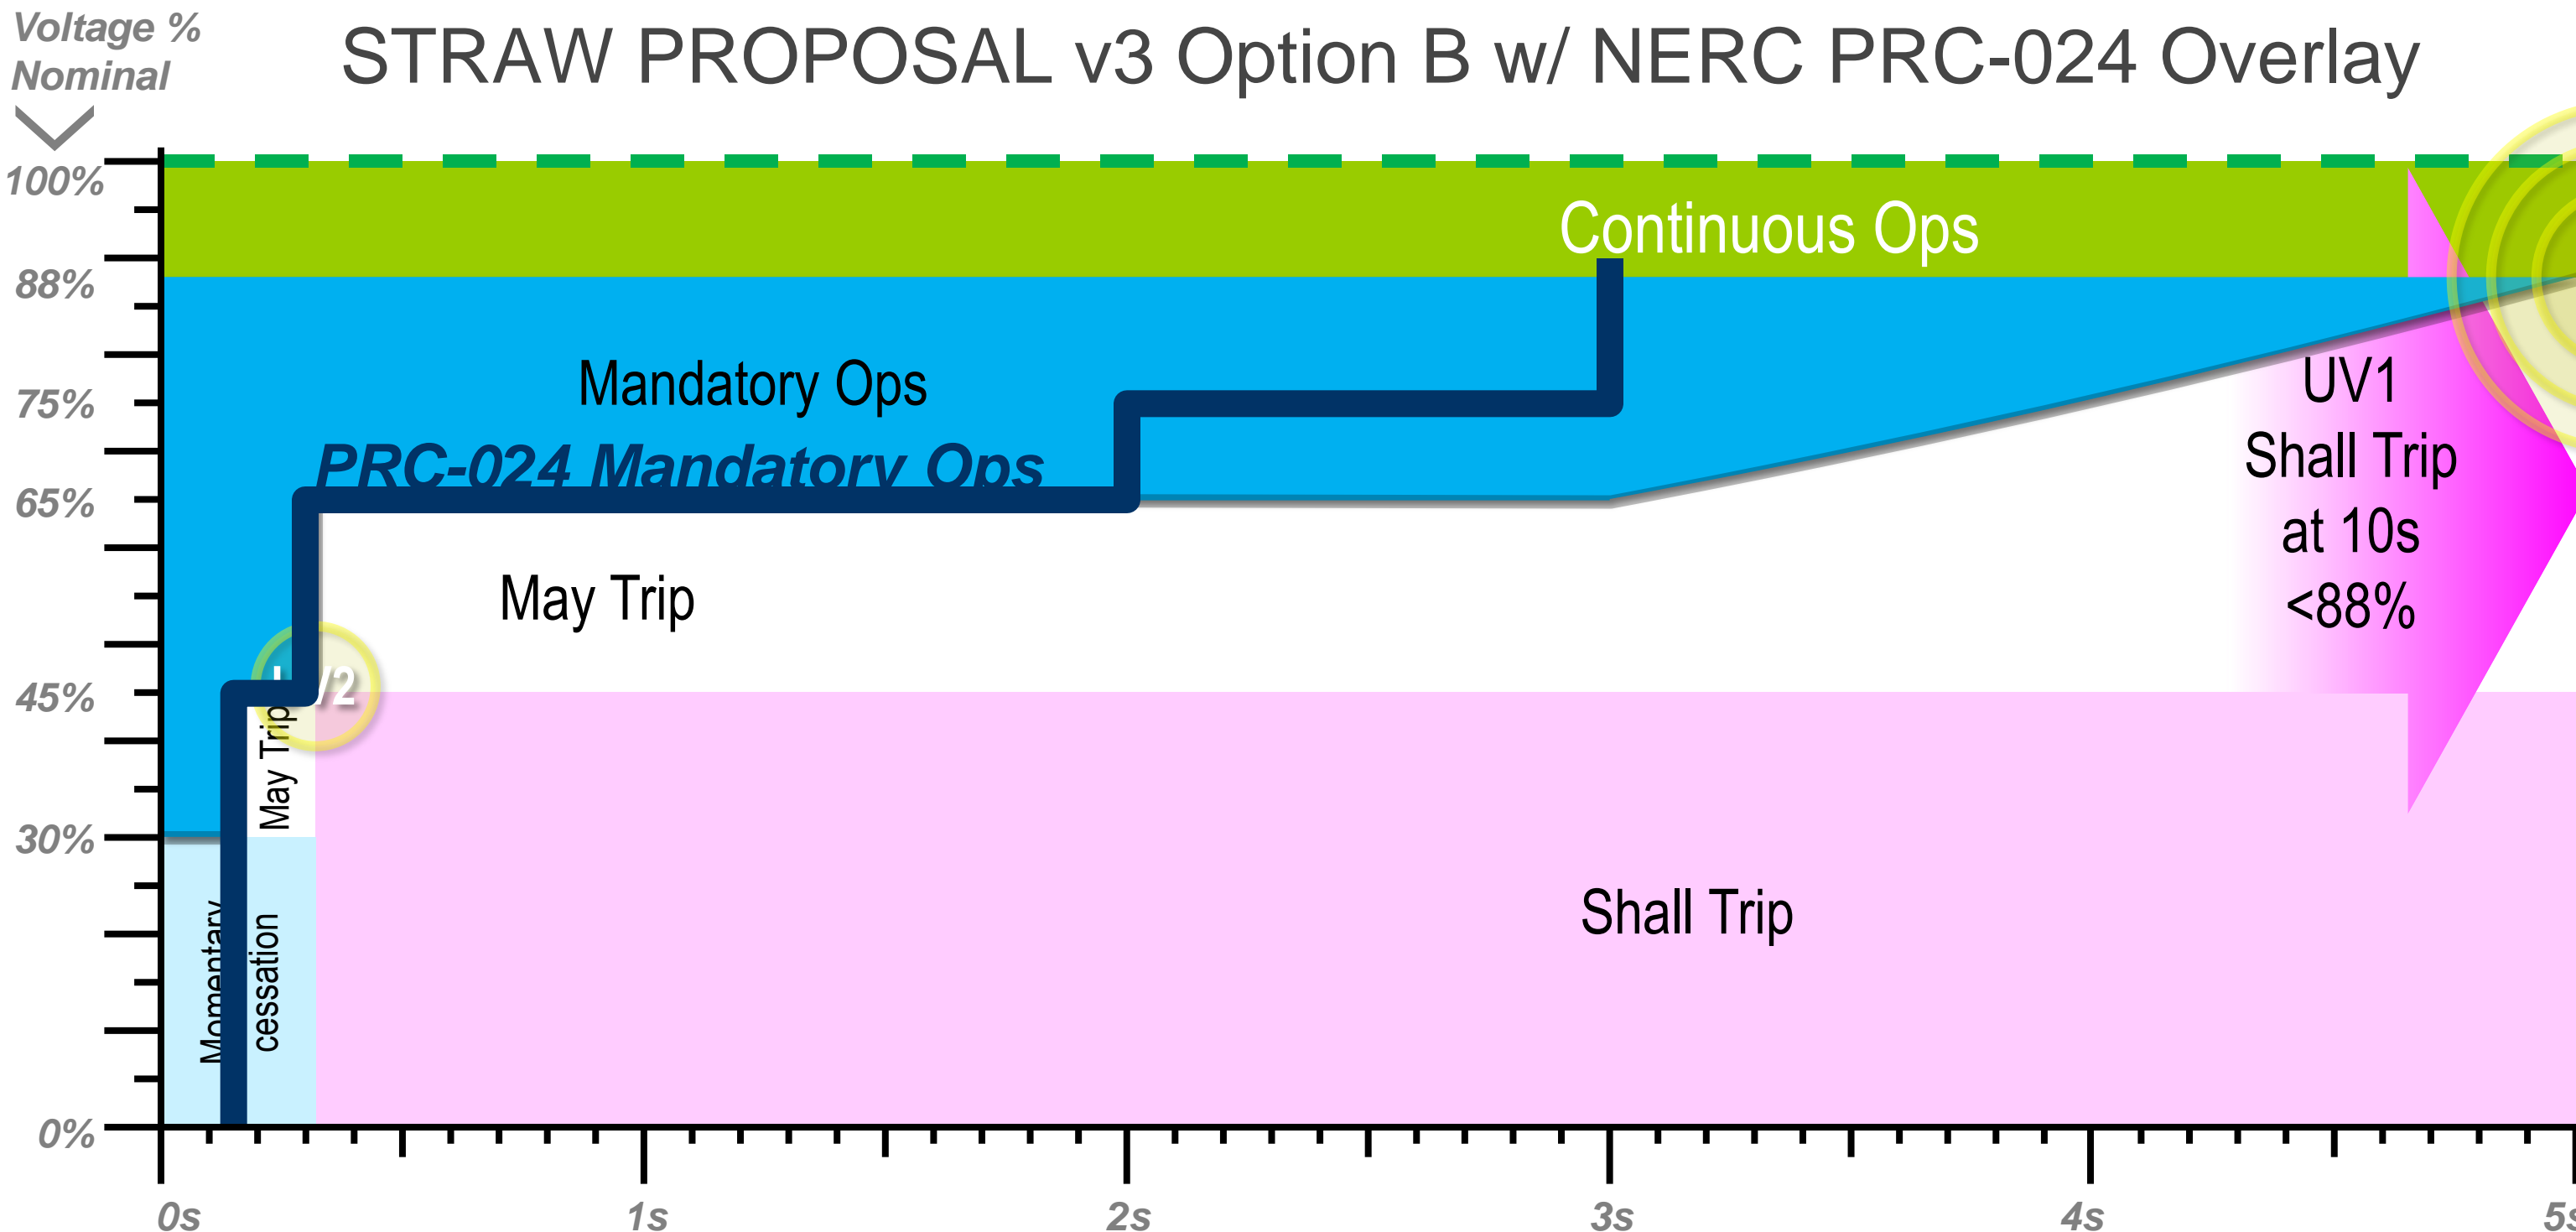 Voltage %
Nominal
STRAW PROPOSAL v3 Option B w/ NERC PRC-024 Overlay
100%
88%
75%
65%
45%
30%
0%
Continuous Ops
Mandatory Ops
PRC-024 Mandatory Ops
May Trip
UV1
Shall Trip
at 10s
<88%
May Trip
Momentary
cessation
Shall Trip
0s
1s
2s
3s
4s